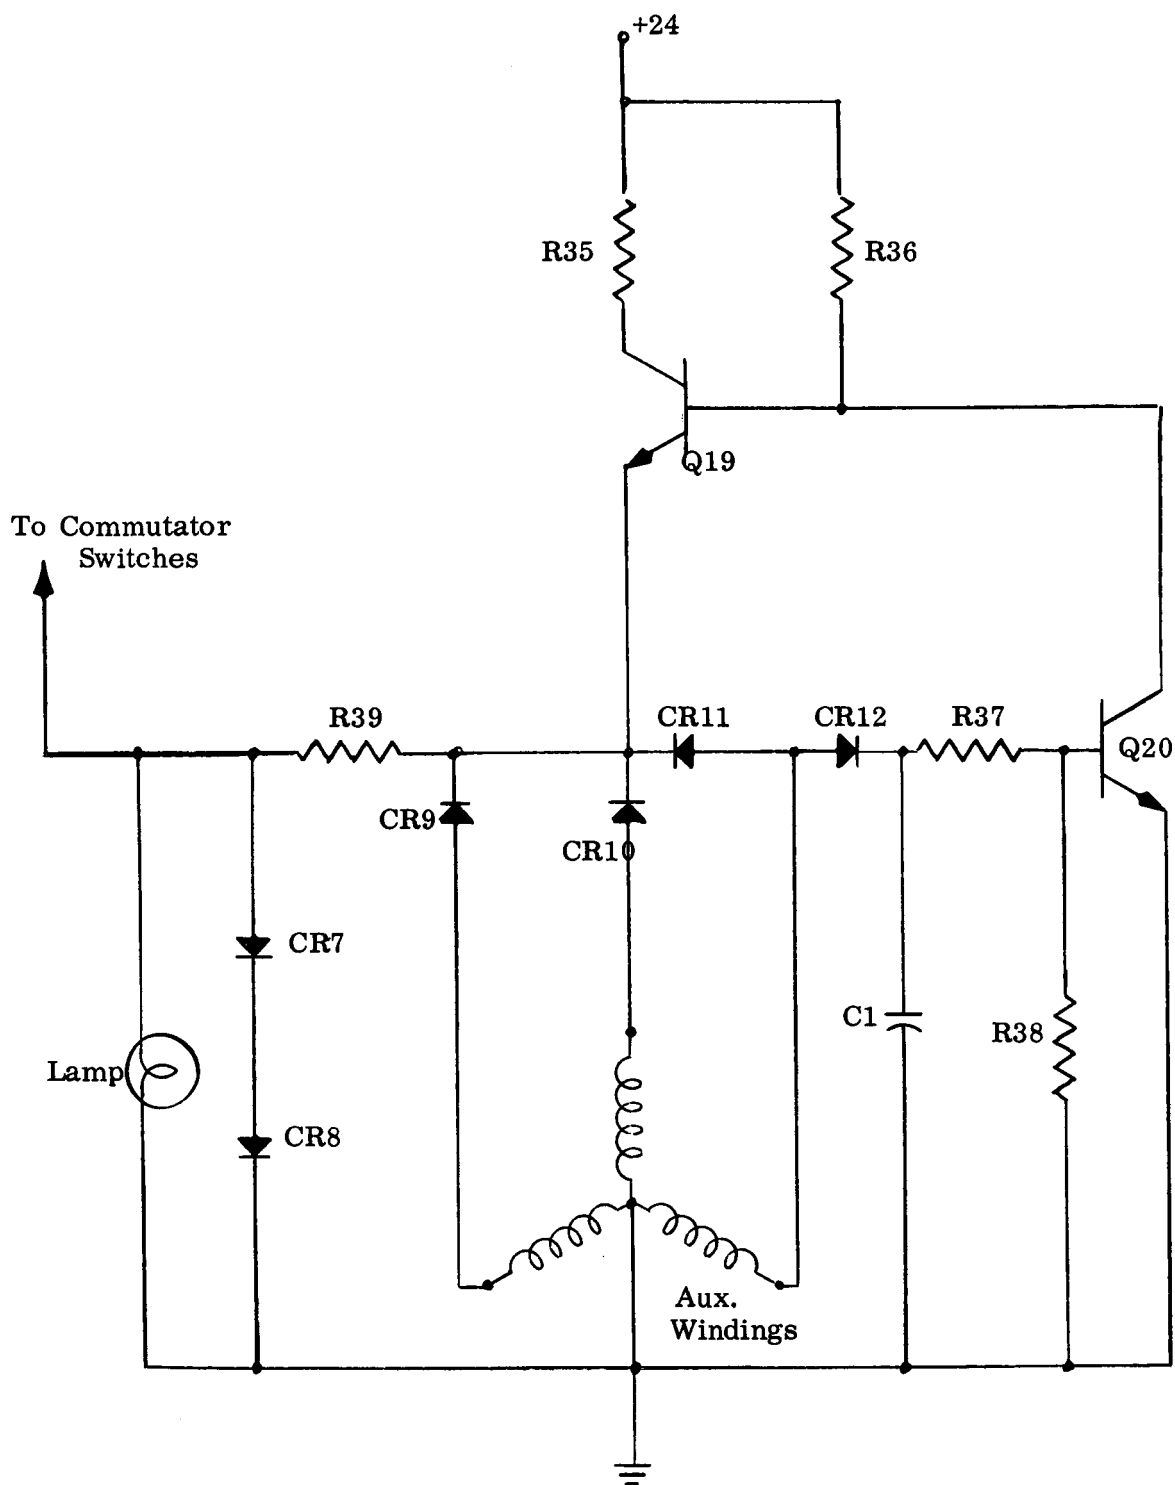 +24
R35
R36
Q19
To Commutator
Switches
R39
CR11
CR12
R37
Q20
CR9
CR10
CR7
C1
R38
Lamp
CR8
Aux.
Windings